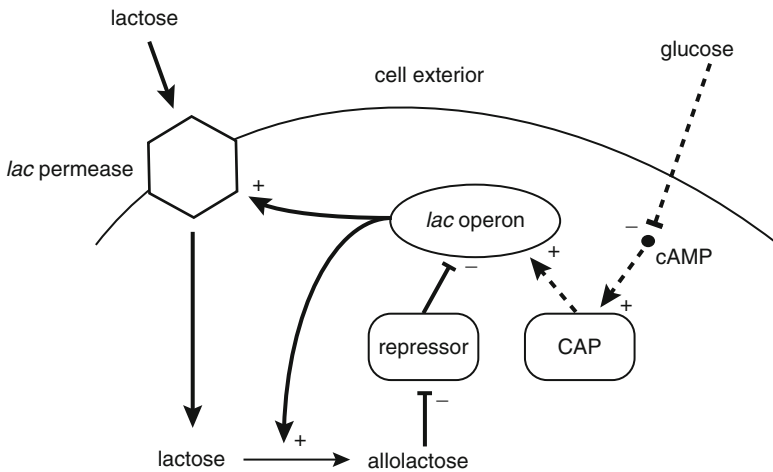 lactose
glucose
cell exterior
lac permease
+
lac operon
−
cAMP
+
−
+
repressor
CAP
−
+
lactose
allolactose